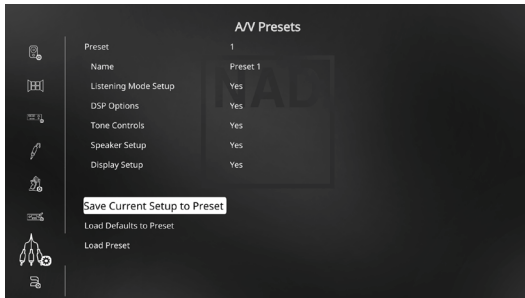 A/V Presets
Preset 1
Name Preset 1
Listening Mode Setup Yes
DSP Options Yes
Tone Controls Yes
Speaker Setup Yes
Display Setup Yes
Save Current Setup to Preset
Load Defaults to Preset
Load Preset
NAD